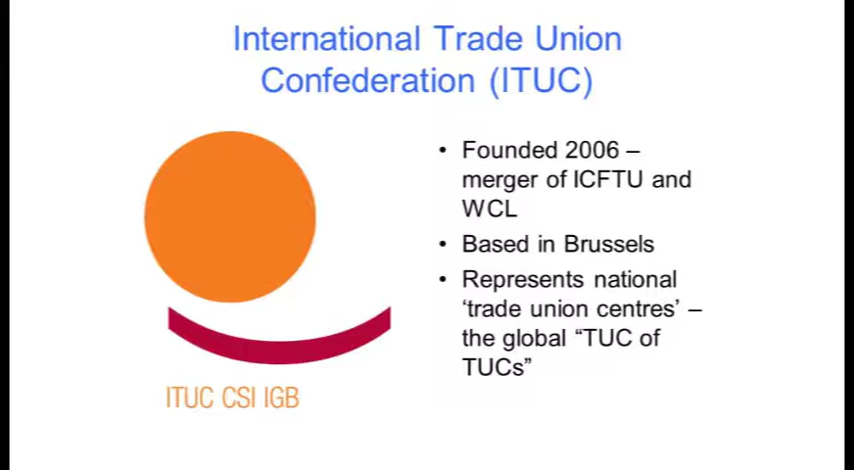 International Trade Union
Confederation (ITUC)
• Founded 2006 –
merger of ICFTU and
WCL
• Based in Brussels
• Represents national
‘trade union centres’ –
the global “TUC of
TUCs”
ITUC CSI IGB